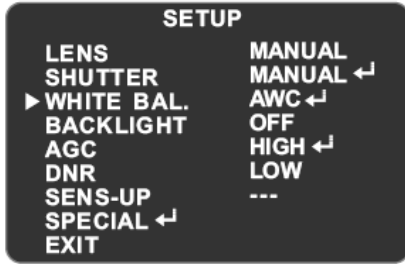 SETUP
LENS MANUAL
SHUTTER MANUAL ↵
▶ WHITE BAL. AWC ↵
BACKLIGHT OFF
AGC HIGH ↵
DNR LOW
SENS-UP ---
SPECIAL ↵
EXIT